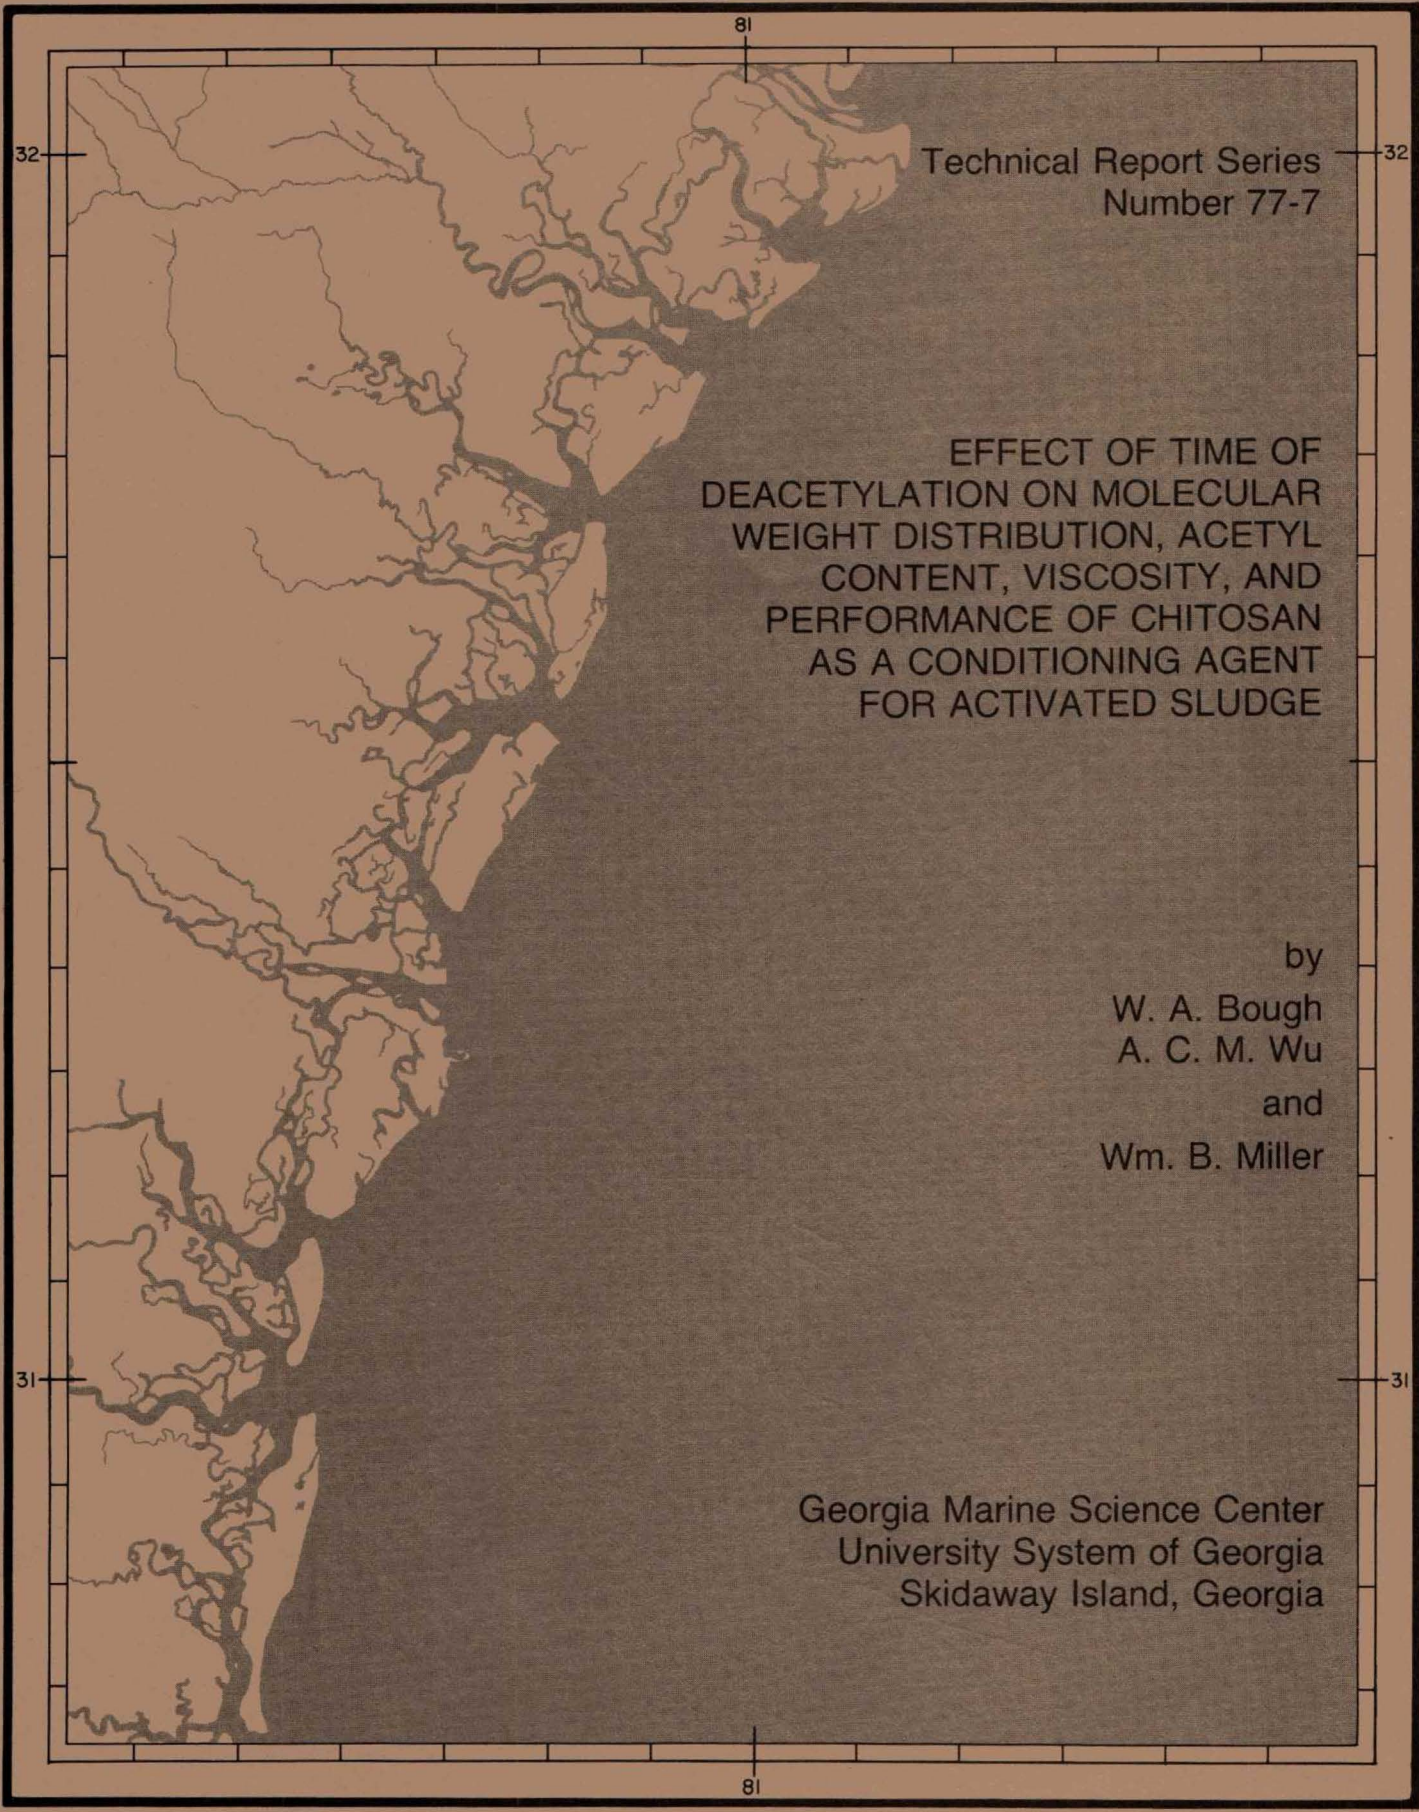 81
32
32
Technical Report Series
Number 77-7
EFFECT OF TIME OF
DEACETYLATION ON MOLECULAR
WEIGHT DISTRIBUTION, ACETYL
CONTENT, VISCOSITY, AND
PERFORMANCE OF CHITOSAN
AS A CONDITIONING AGENT
FOR ACTIVATED SLUDGE
by
W. A. Bough
A. C. M. Wu
and
Wm. B. Miller
31
31
Georgia Marine Science Center
University System of Georgia
Skidaway Island, Georgia
81